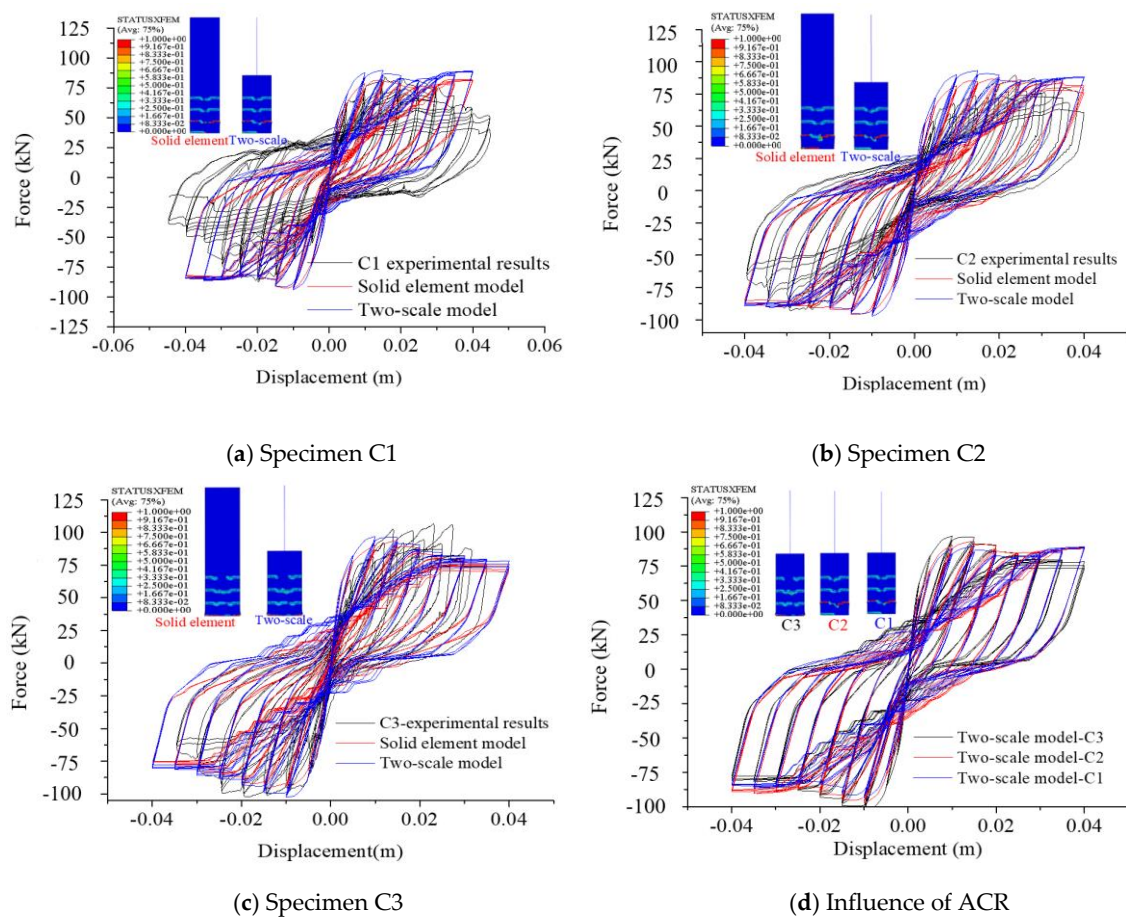 STATUSXFEM
(Avg: 75%)
+1.000e+00
+9.167e-01
+8.333e-01
+7.500e-01
+6.667e-01
+5.833e-01
+5.000e-01
+4.167e-01
+3.333e-01
+2.500e-01
+1.667e-01
+8.333e-02
+0.000e+00
Solid element Two-scale
125
100
75
50
25
0
-25
-50
-75
-100
-125
Force (kN)
C1 experimental results
Solid element model
Two-scale model
-0.06 -0.04 -0.02 0.00 0.02 0.04 0.06
Displacement (m)
(a) Specimen C1
STATUSXFEM
(Avg: 75%)
+1.000e+00
+9.167e-01
+8.333e-01
+7.500e-01
+6.667e-01
+5.833e-01
+5.000e-01
+4.167e-01
+3.333e-01
+2.500e-01
+1.667e-01
+8.333e-02
+0.000e+00
Solid element Two-scale
125
100
75
50
25
0
-25
-50
-75
-100
Force (kN)
C2 experimental results
Solid element model
Two-scale model
-0.04 -0.02 0.00 0.02 0.04
Displacement (m)
(b) Specimen C2
STATUSXFEM
(Avg: 75%)
+1.000e+00
+9.167e-01
+8.333e-01
+7.500e-01
+6.667e-01
+5.833e-01
+5.000e-01
+4.167e-01
+3.333e-01
+2.500e-01
+1.667e-01
+8.333e-02
+0.000e+00
Solid element Two-scale
125
100
75
50
25
0
-25
-50
-75
-100
Force (kN)
C3-experimental results
Solid element model
Two-scale model
-0.04 -0.02 0.00 0.02 0.04
Displacement(m)
(c) Specimen C3
STATUSXFEM
(Avg: 75%)
+1.000e+00
+9.167e-01
+8.333e-01
+7.500e-01
+6.667e-01
+5.833e-01
+5.000e-01
+4.167e-01
+3.333e-01
+2.500e-01
+1.667e-01
+8.333e-02
+0.000e+00
C3 C2 C1
125
100
75
50
25
0
-25
-50
-75
-100
Force (kN)
Two-scale model-C3
Two-scale model-C2
Two-scale model-C1
-0.04 -0.02 0.00 0.02 0.04
Displacement (m)
(d) Influence of ACR